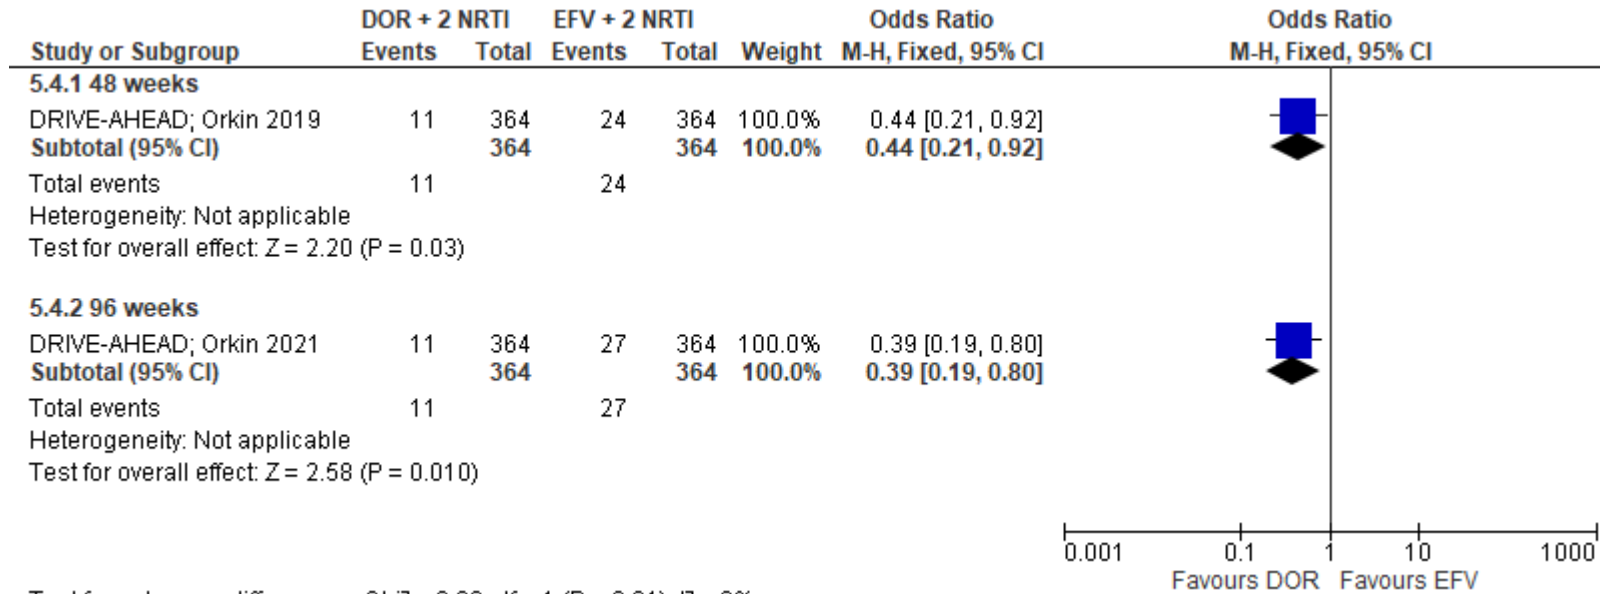 DOR + 2 NRTI EFV + 2 NRTI Odds Ratio Odds Ratio
Study or Subgroup Events Total Events Total Weight M-H, Fixed, 95% CI M-H, Fixed, 95% CI
5.4.1 48 weeks
DRIVE-AHEAD; Orkin 2019 11 364 24 364 100.0% 0.44 [0.21, 0.92]
Subtotal (95% CI) 364 364 100.0% 0.44 [0.21, 0.92]
Total events 11 24
Heterogeneity: Not applicable
Test for overall effect: Z = 2.20 (P = 0.03)
5.4.2 96 weeks
DRIVE-AHEAD; Orkin 2021 11 364 27 364 100.0% 0.39 [0.19, 0.80]
Subtotal (95% CI) 364 364 100.0% 0.39 [0.19, 0.80]
Total events 11 27
Heterogeneity: Not applicable
Test for overall effect: Z = 2.58 (P = 0.010)
0.001 0.1 1 10 1000
Favours DOR Favours EFV